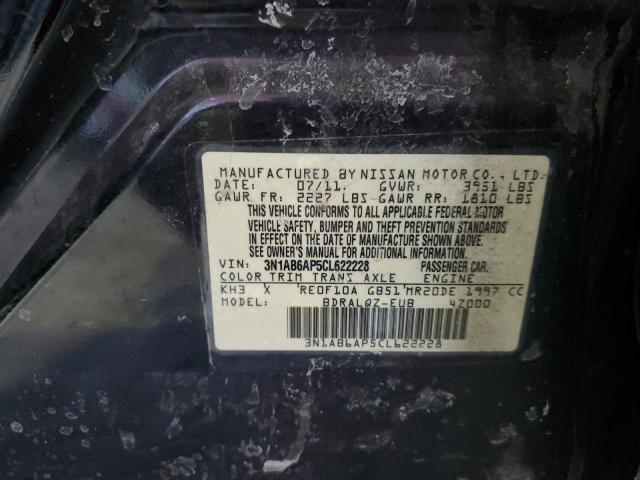 MANUFACTURED BY NISSAN MOTOR CO., LTD.
DATE: 07/11. GVWR: 3951 LBS
GAWR FR: 2227 LBS GAWR RR: 1810 LBS
THIS VEHICLE CONFORMS TO ALL APPLICABLE FEDERAL MOTOR
VEHICLE SAFETY, BUMPER AND THEFT PREVENTION STANDARDS
IN EFFECT ON THE DATE OF MANUFACTURE SHOWN ABOVE.
SEE OWNER'S MANUAL FOR ADDITIONAL INFORMATION.
VIN: 3N1AB6AP5CL622228 PASSENGER CAR.
COLOR TRIM TRANS AXLE ENGINE
KH3 X 'RE0F10A GB51'MR20DE 1997 CC
MODEL: BDRALQZ-EUB 4Z000
3N1AB6AP5CL622228